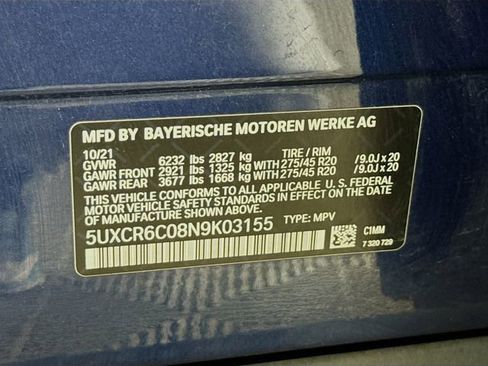 MFD BY BAYERISCHE MOTOREN WERKE AG
10/21 TIRE / RIM
GVWR 6232 lbs 2827 kg
GAWR FRONT 2921 lbs 1325 kg WITH 275/45 R20 /9.0J x 20
GAWR REAR 3677 lbs 1668 kg WITH 275/45 R20 /9.0J x 20
THIS VEHICLE CONFORMS TO ALL APPLICABLE
U.S. FEDERAL MOTOR VEHICLE SAFETY
STANDARDS IN EFFECT ON THE DATE
OF MANUFACTURE SHOWN ABOVE.
5UXCR6C08N9K03155 TYPE: MPV
C1MM
7 320 729